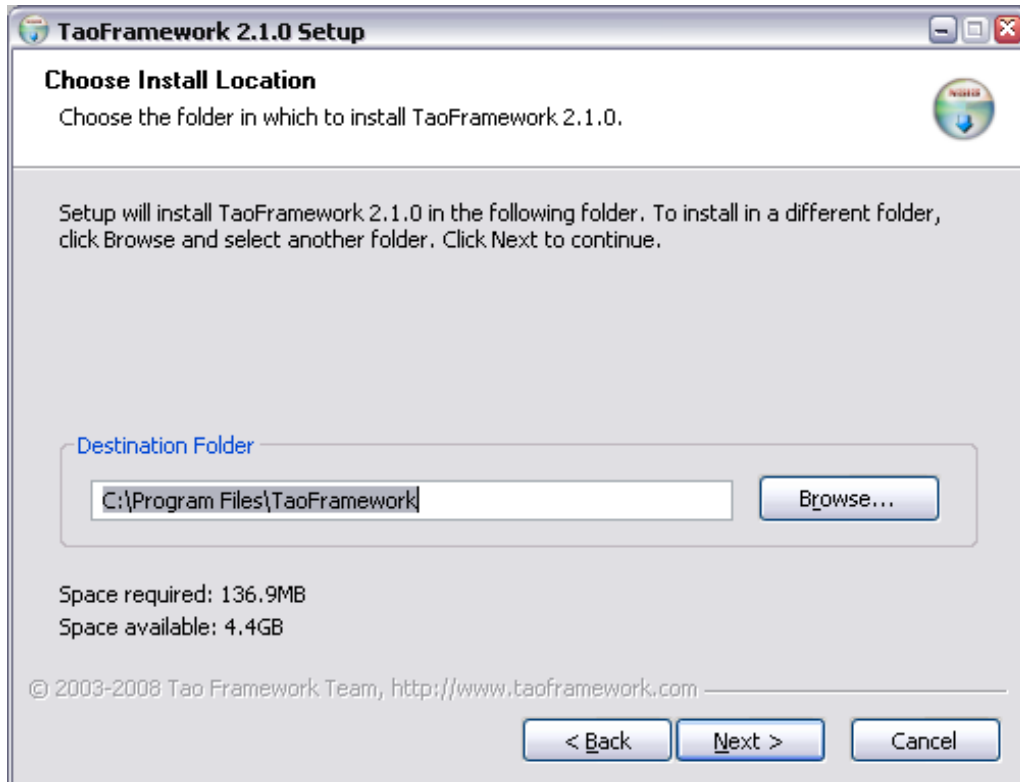 TaoFramework 2.1.0 Setup
Choose Install Location
Choose the folder in which to install TaoFramework 2.1.0.
Setup will install TaoFramework 2.1.0 in the following folder. To install in a different folder,
click Browse and select another folder. Click Next to continue.
Destination Folder
C:\Program Files\TaoFramework
Browse...
Space required: 136.9MB
Space available: 4.4GB
© 2003-2008 Tao Framework Team, http://www.taoframework.com
< Back
Next >
Cancel